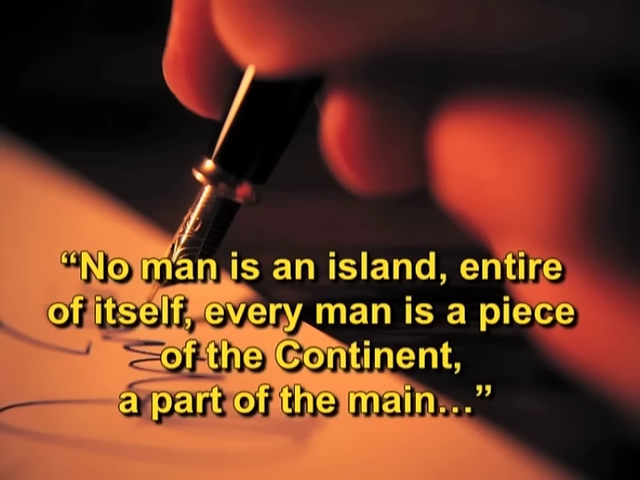 “No man is an island, entire
of itself, every man is a piece
of the Continent,
a part of the main…”